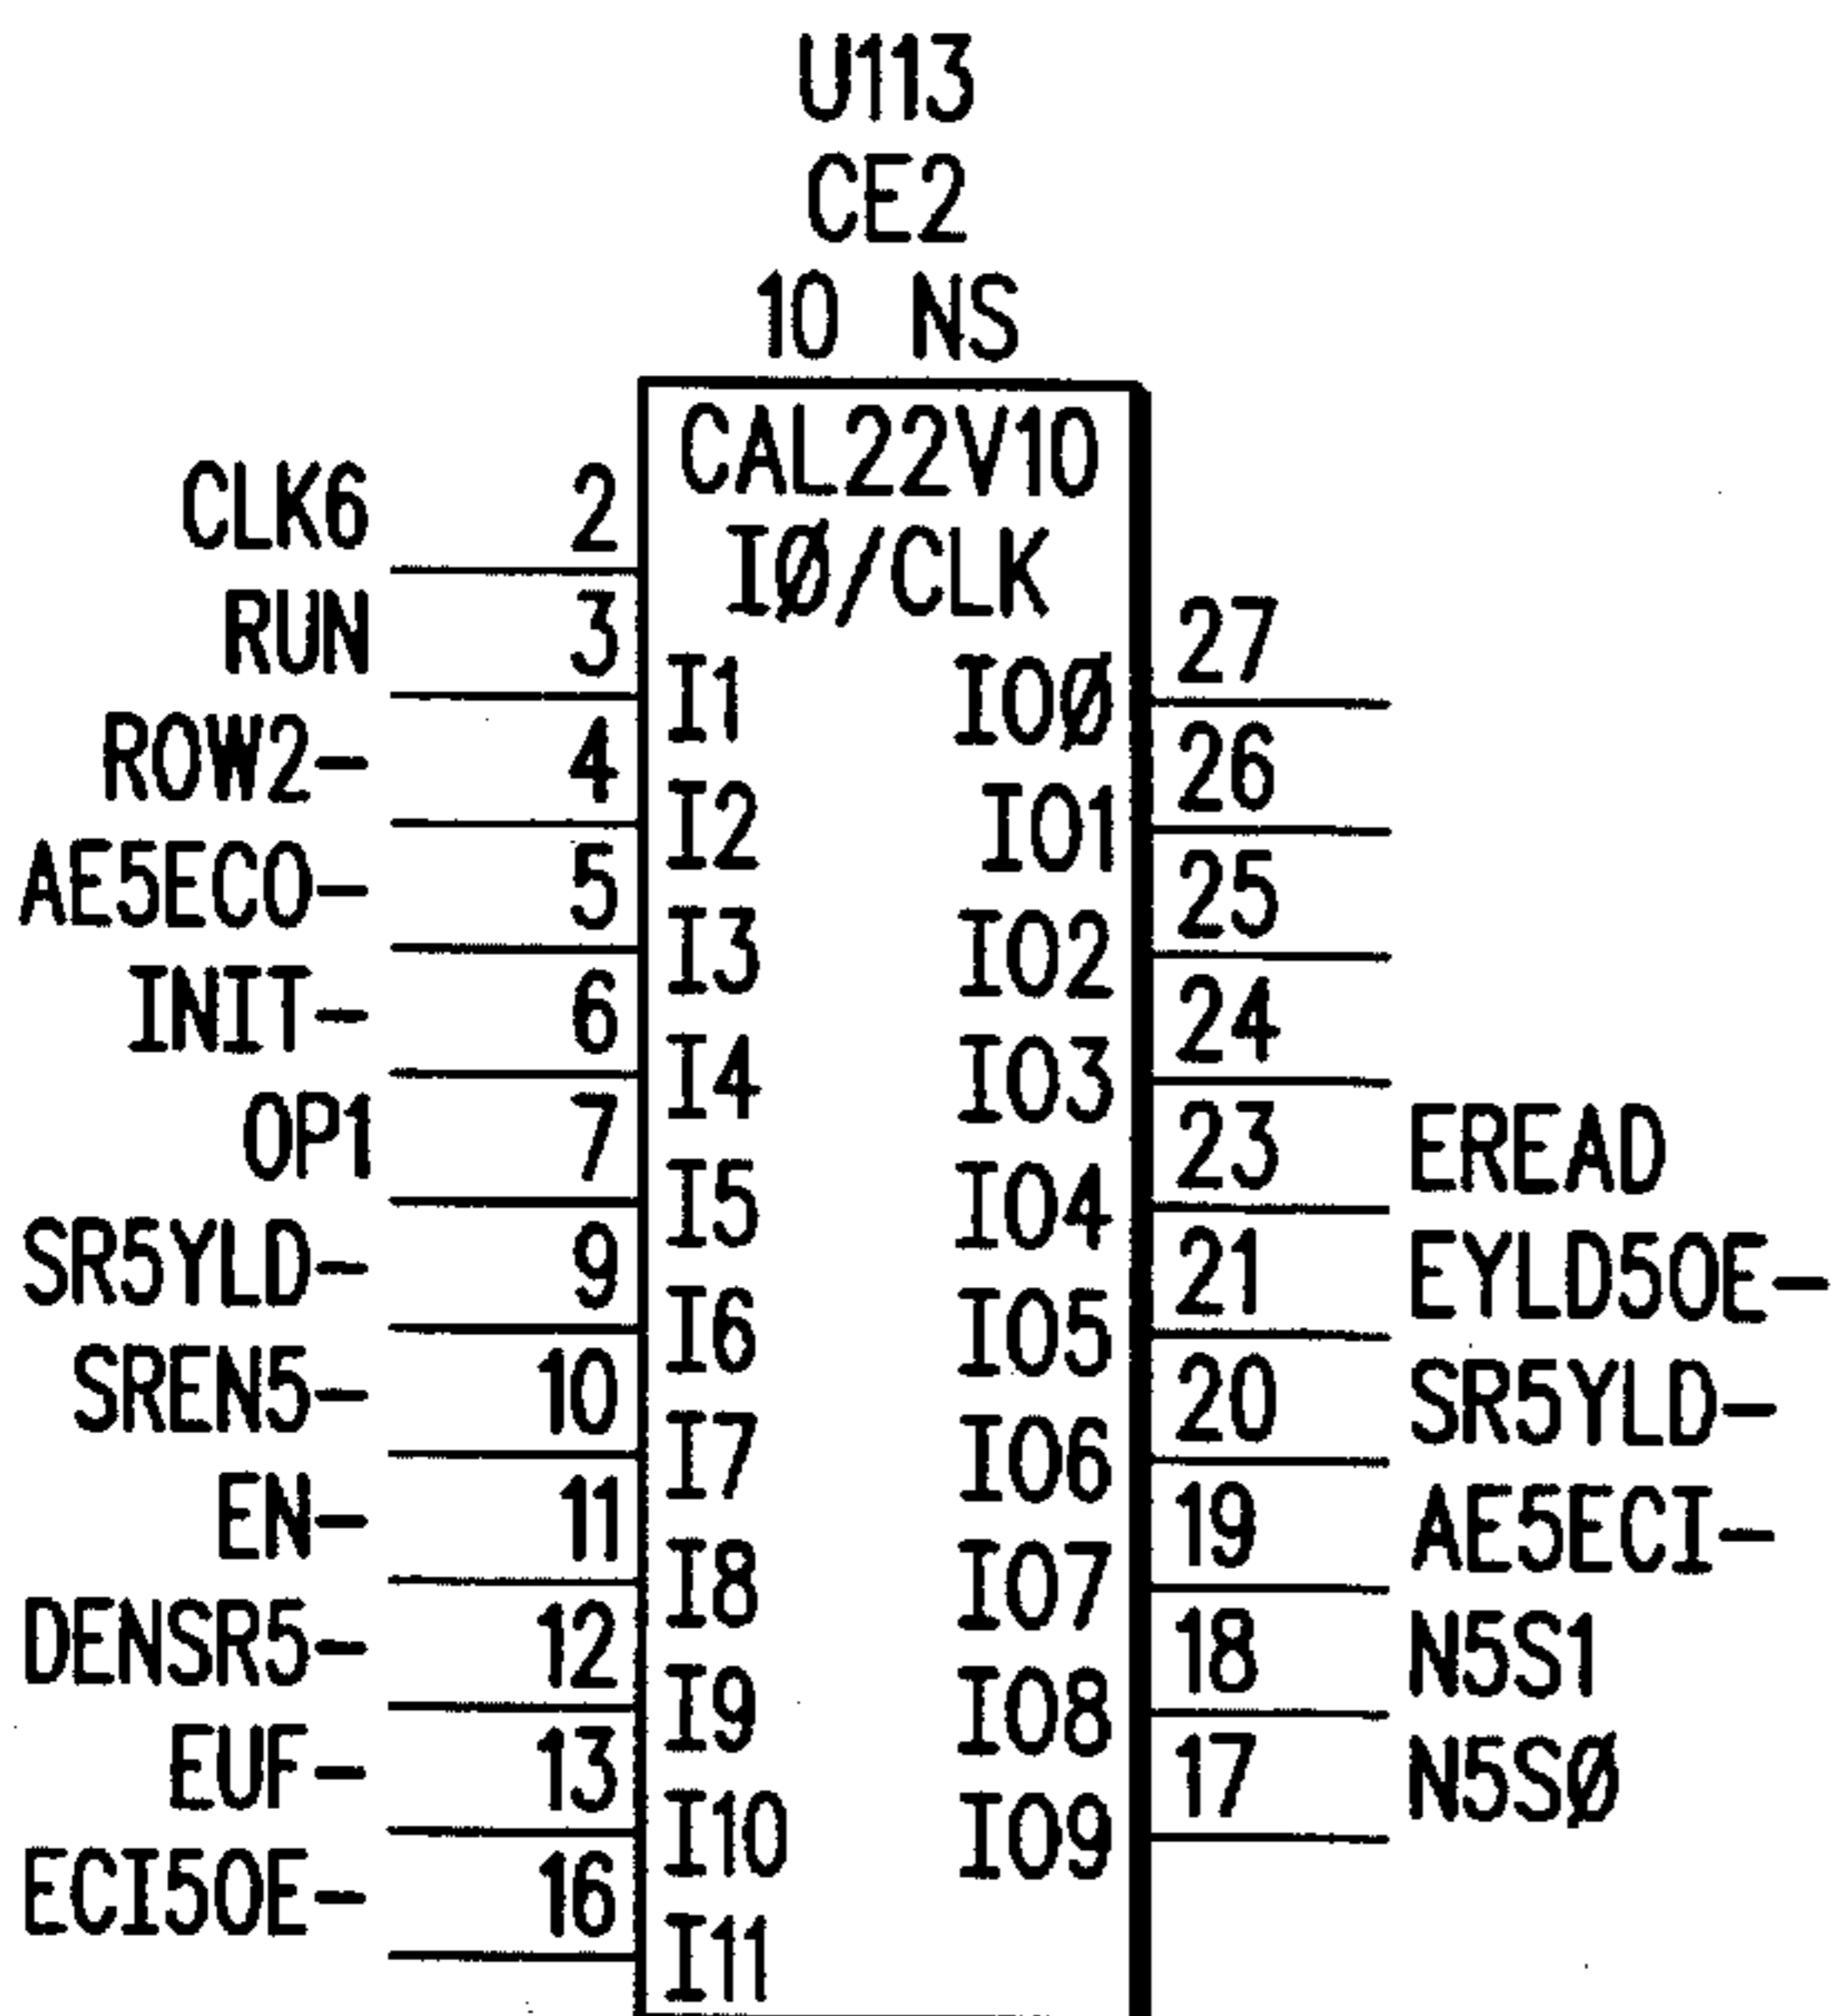 U113
CE2
10 NS
CAL22V10
CLK6 2 IØ/CLK
RUN 3 I1 IOØ 27
ROW2- 4 I2 IO1 26
AE5ECO- 5 I3 IO2 25
INIT- 6 I4 IO3 24
OP1 7 I5 IO4 23 EREAD
SR5YLD- 9 I6 IO5 21 EYLD5OE-
SREN5- 10 I7 IO6 20 SR5YLD-
EN- 11 I8 IO7 19 AE5ECI-
DENSR5- 12 I9 IO8 18 N5S1
EUF- 13 I10 IO9 17 N5SØ
ECI5OE- 16 I11